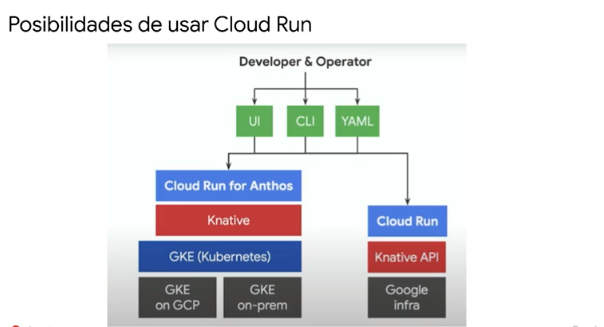 Posibilidades de usar Cloud Run
Developer & Operator
UI
CLI
YAML
Cloud Run for Anthos
Knative
GKE (Kubernetes)
GKE
on GCP
GKE
on-prem
Cloud Run
Knative API
Google
infra